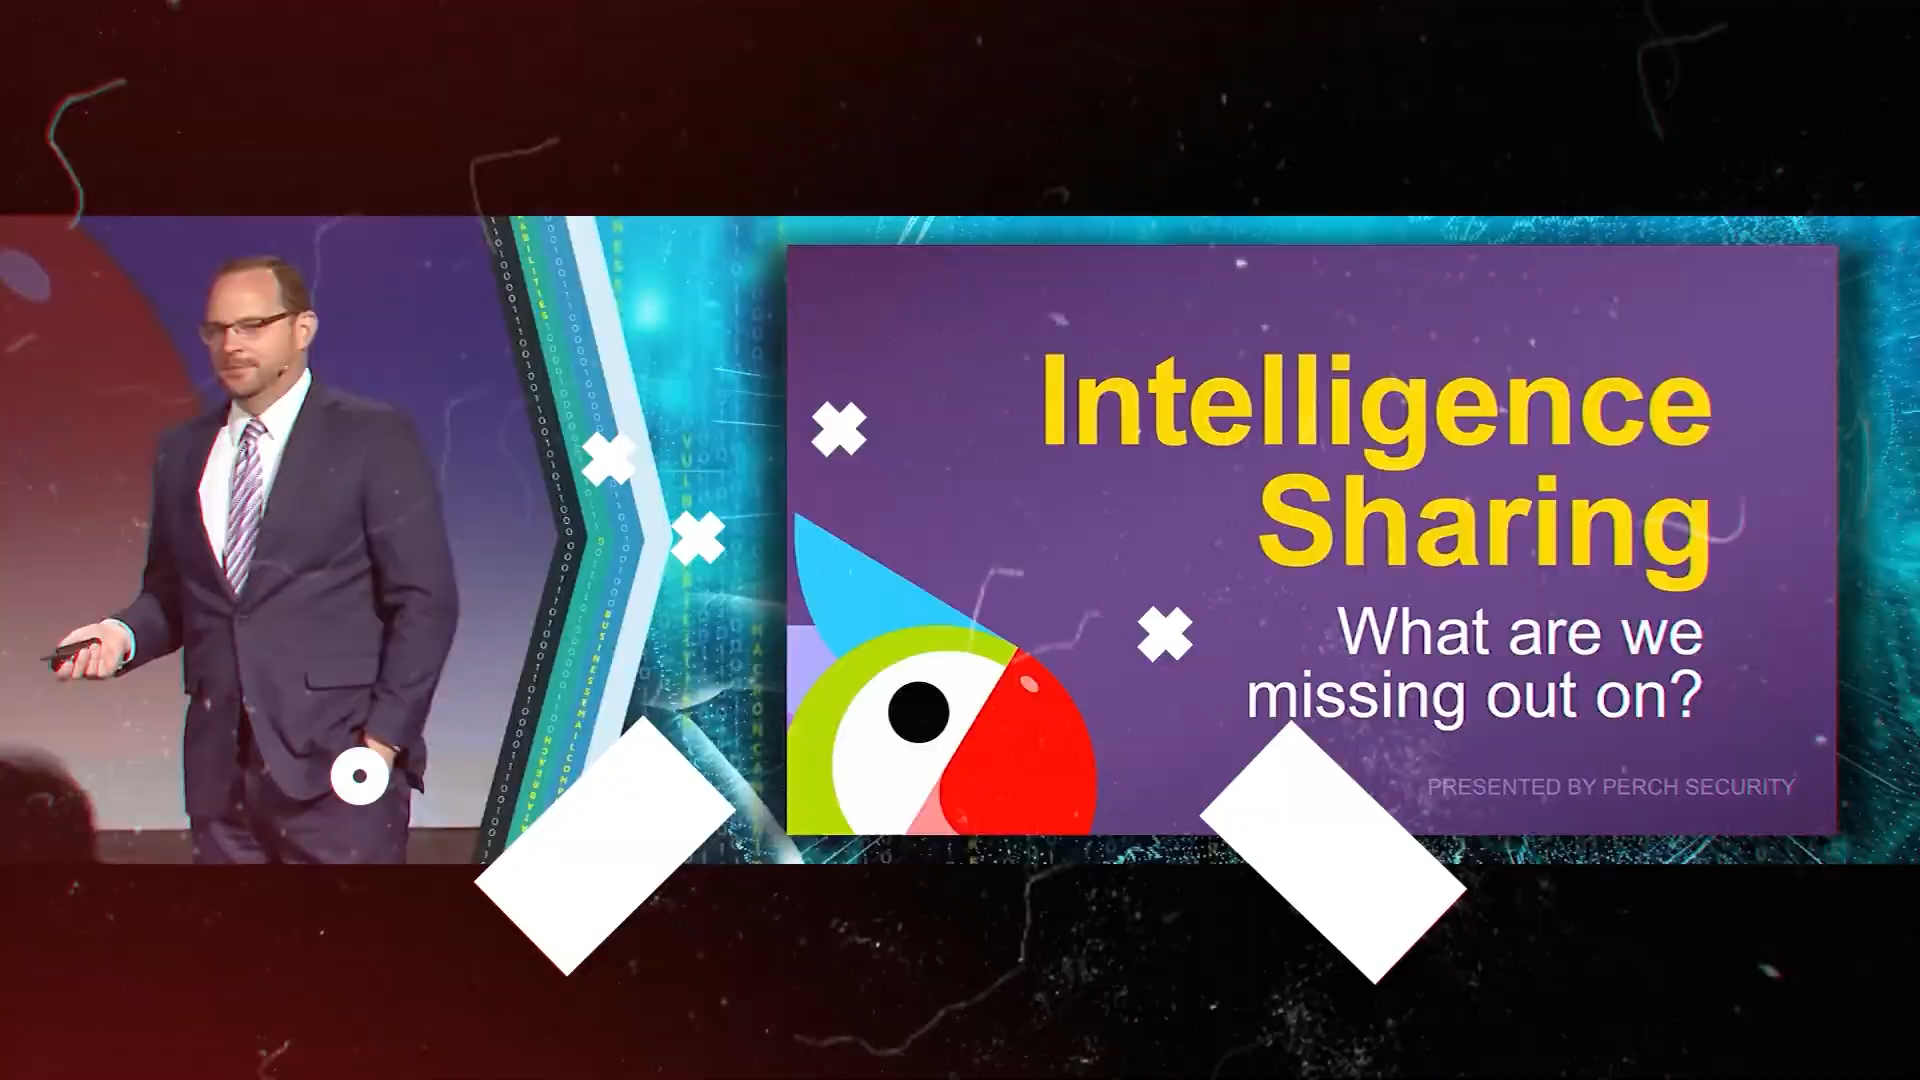 Intelligence
Sharing
What are we
missing out on?
PRESENTED BY PERCH SECURITY